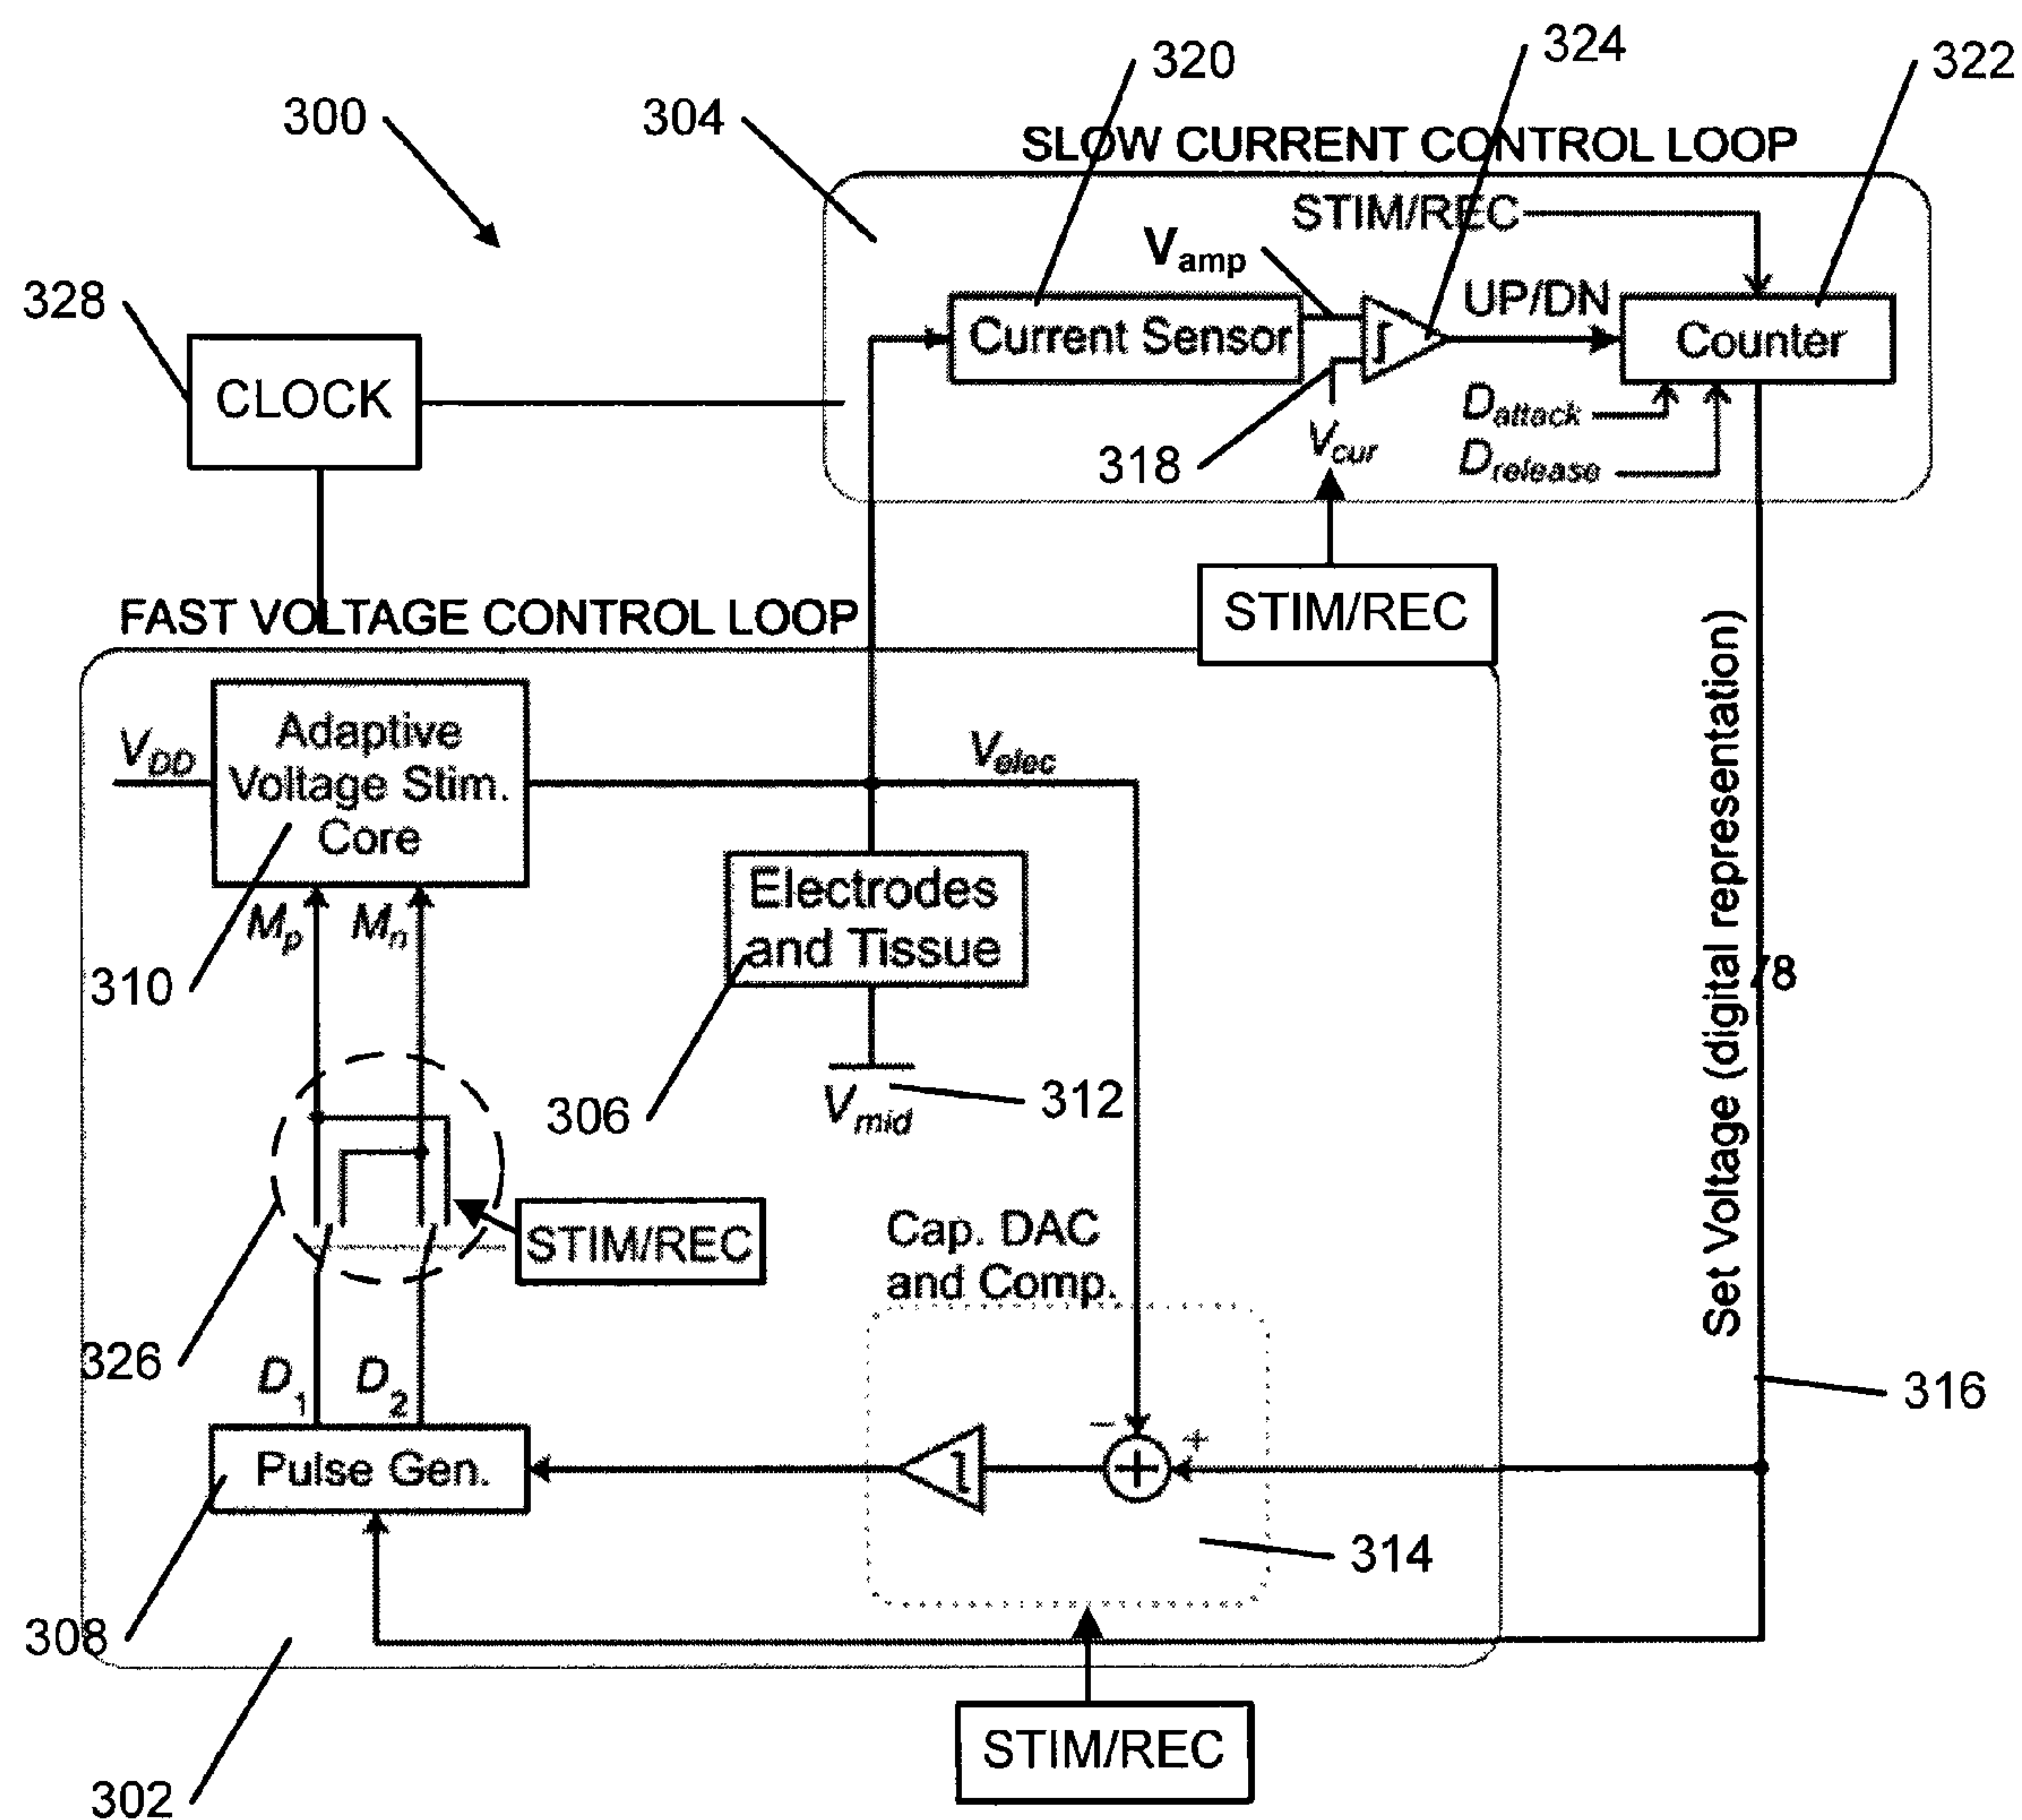 324
320
322
300
304
SLOW CURRENT CONTROL LOOP
STIM/REC
Vamp
328
UP/DN
Current Sensor
Counter
CLOCK
Dattack
Vcur
318
Drelease
STIM/REC
FAST VOLTAGE CONTROL LOOP
Set Voltage (digital representation)
Adaptive
Voltage Stim.
Core
VDD
Velec
Electrodes
and Tissue
Mp
Mn
310
8
306
Vmid
312
STIM/REC
Cap. DAC
and Comp.
326
D1
D2
316
−
+
+
Pulse Gen.
314
308
STIM/REC
302